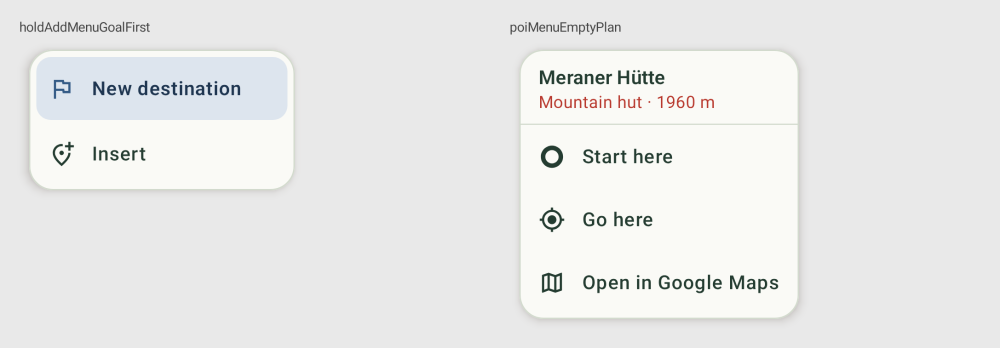 holdAddMenuGoalFirst
New destination
Insert
poiMenuEmptyPlan
Meraner Hütte
Mountain hut · 1960 m
Start here
Go here
Open in Google Maps